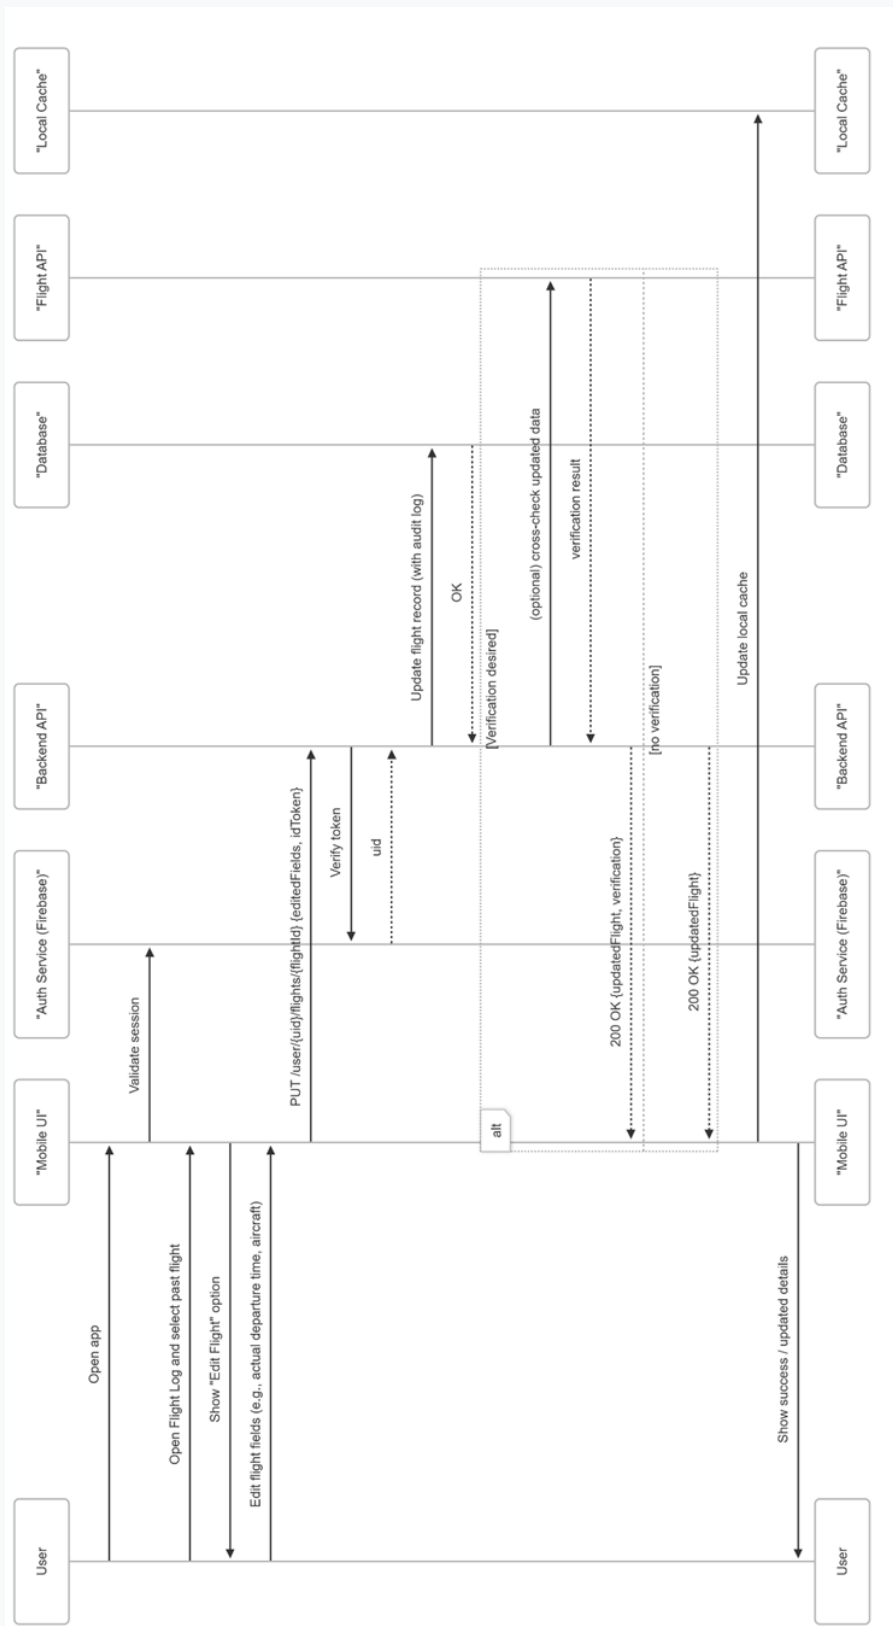 User
"Mobile UI"
"Auth Service (Firebase)"
"Backend API"
"Database"
"Flight API"
"Local Cache"
Open app
Validate session
Open Flight Log and select past flight
Show "Edit Flight" option
Edit flight fields (e.g., actual departure time, aircraft)
PUT /user/{uid}/flights/{flightId} {editedFields, idToken}
Verify token
uid
Update flight record (with audit log)
OK
alt
[Verification desired]
(optional) cross-check updated data
verification result
200 OK {updatedFlight, verification}
[no verification]
200 OK {updatedFlight}
Update local cache
Show success / updated details
User
"Mobile UI"
"Auth Service (Firebase)"
"Backend API"
"Database"
"Flight API"
"Local Cache"